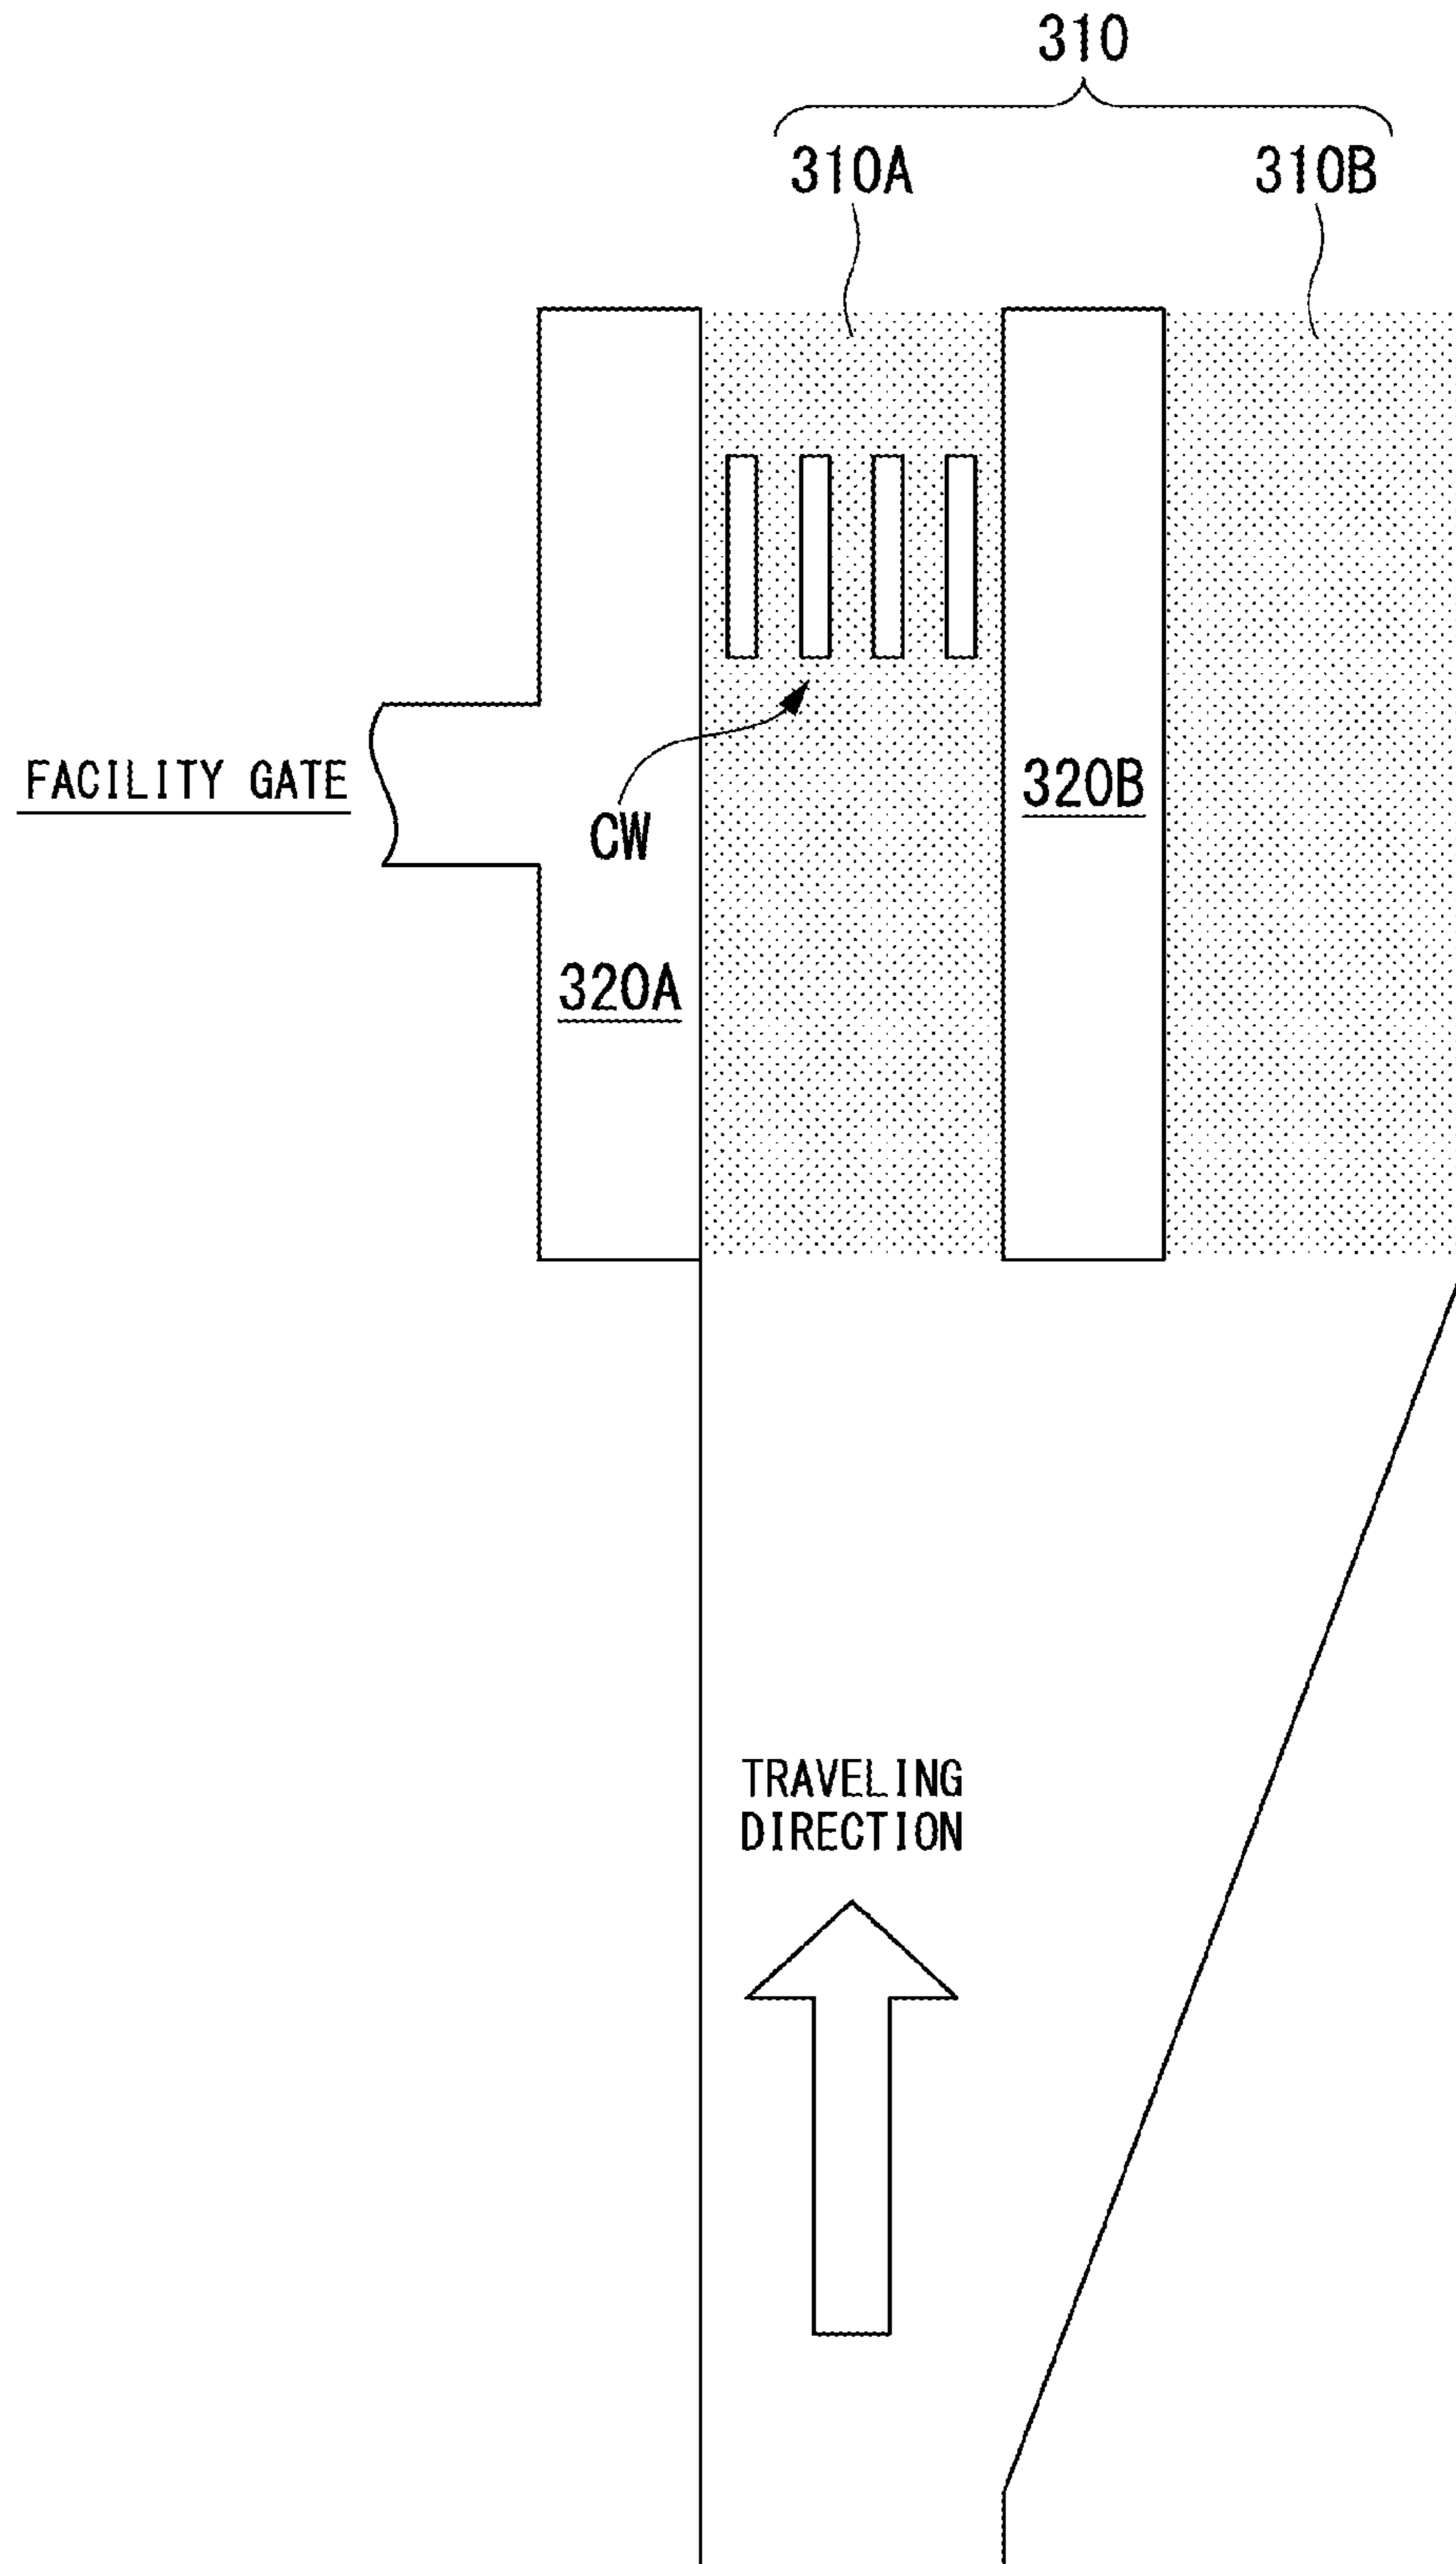 310
310A
310B
FACILITY GATE
CW
320B
320A
TRAVELING
DIRECTION